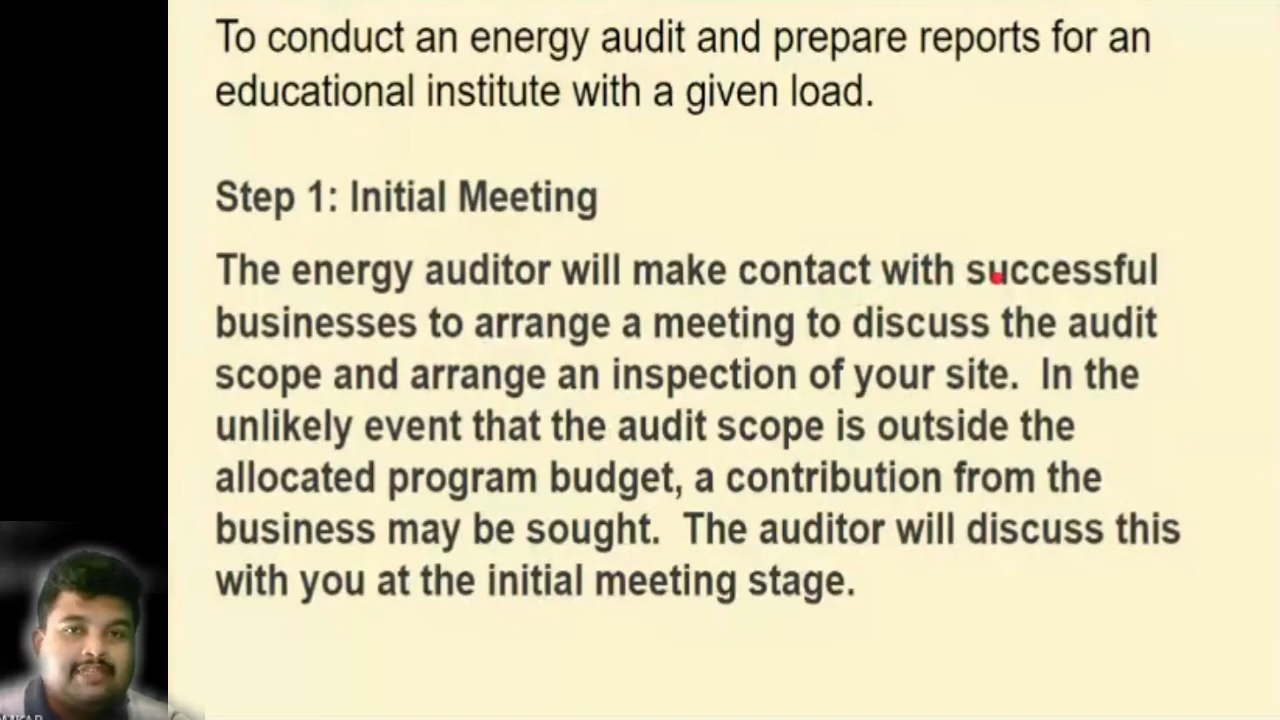 To conduct an energy audit and prepare reports for an
educational institute with a given load.
Step 1: Initial Meeting
The energy auditor will make contact with successful
businesses to arrange a meeting to discuss the audit
scope and arrange an inspection of your site.  In the
unlikely event that the audit scope is outside the
allocated program budget, a contribution from the
business may be sought.  The auditor will discuss this
with you at the initial meeting stage.